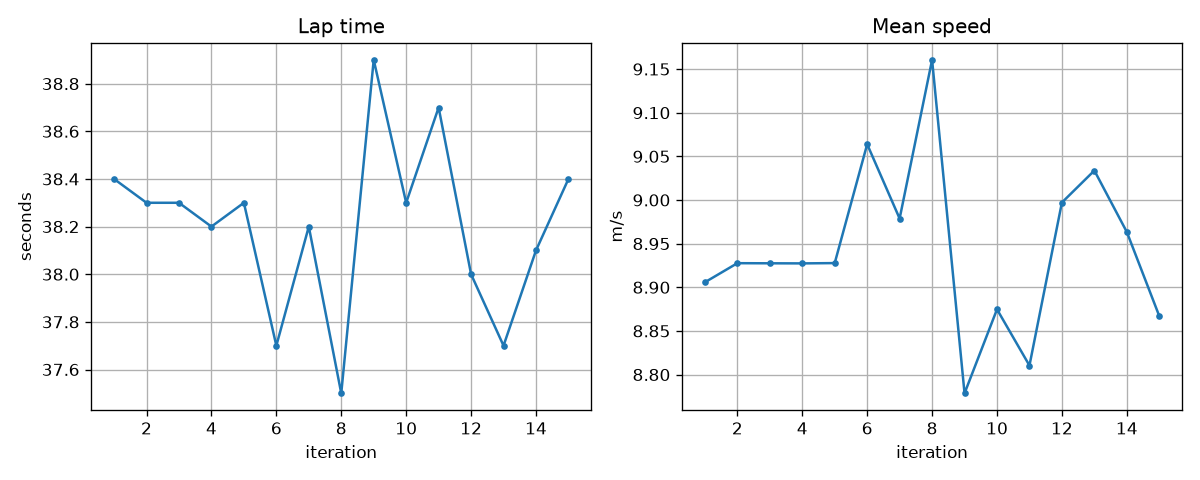 Lap time
seconds
38.8
38.6
38.4
38.2
38.0
37.8
37.6
2 4 6 8 10 12 14
iteration
Mean speed
m/s
9.15
9.10
9.05
9.00
8.95
8.90
8.85
8.80
2 4 6 8 10 12 14
iteration